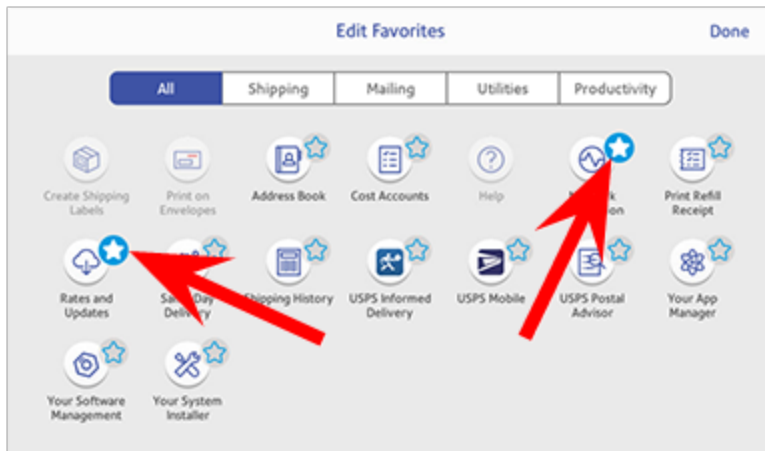 Edit Favorites
Done
All
Shipping
Mailing
Utilities
Productivity
Create Shipping
Labels
Print on
Envelopes
Address Book
Cost Accounts
Help
Print Refill
Receipt
Rates and
Updates
Day
Delivery
Shipping History
USPS Informed
Delivery
USPS Mobile
USPS Postal
Advisor
Your App
Manager
Your Software
Management
Your System
Installer